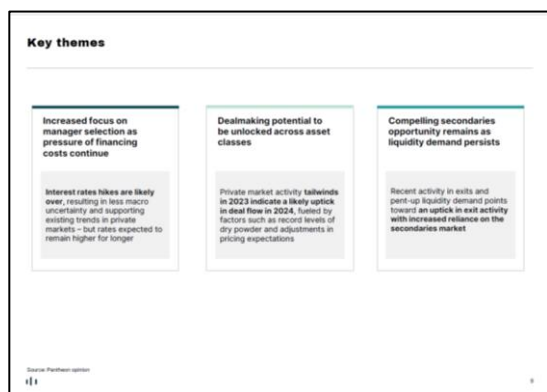 Key themes
Increased focus on
manager selection as
pressure of financing
costs continue
Interest rates hikes are likely
over, resulting in less macro
uncertainty and supporting
existing trends in private
markets – but rates expected to
remain higher for longer
Dealmaking potential to
be unlocked across asset
classes
Private market activity tailwinds
in 2023 indicate a likely uptick
in deal flow in 2024, fueled by
factors such as record levels of
dry powder and adjustments in
pricing expectations
Compelling secondaries
opportunity remains as
liquidity demand persists
Recent activity in exits and
pent-up liquidity demand points
toward an uptick in exit activity
with increased reliance on the
secondaries market
Source: Pantheon opinion